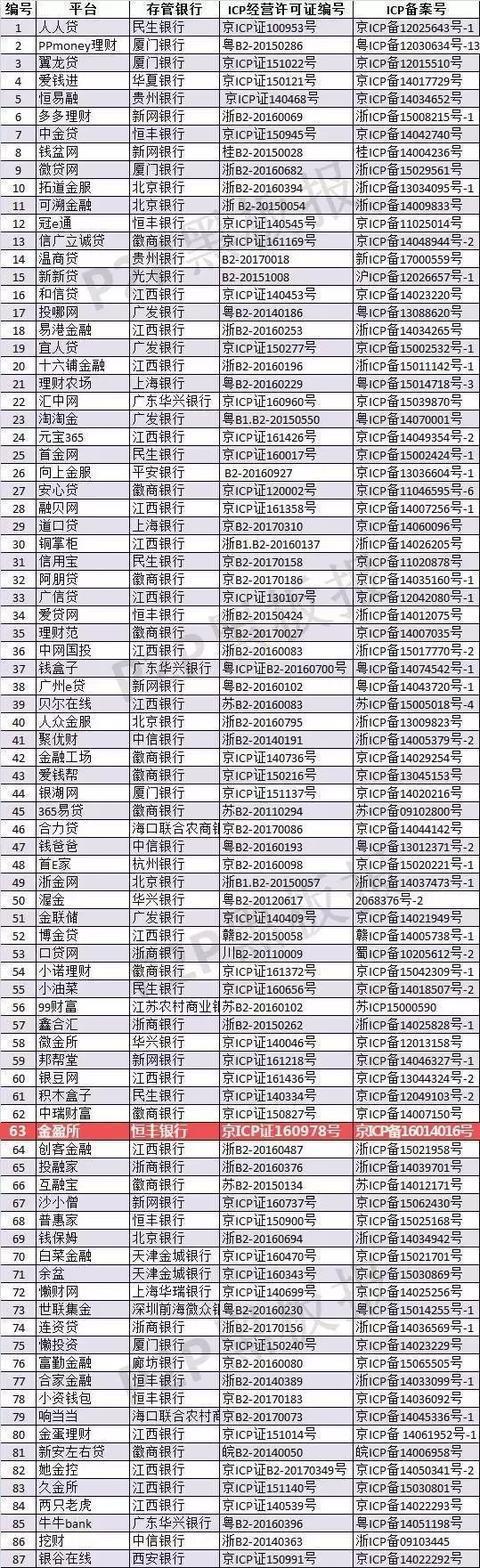 编号 平台 存管银行 ICP经营许可证编号 ICP备案号
1 人人贷 民生银行 京ICP证100953号 京ICP备12025643号-1
2 PPmoney理财 厦门银行 粤B2-20150286 粤ICP备12030634号-13
3 翼龙贷 厦门银行 京ICP证151022号 京ICP备12015510号
4 爱钱进 华夏银行 京ICP证150121号 京ICP备14017729号
5 恒易融 贵州银行 京ICP证140468号 京ICP备14034652号
6 多多理财 新网银行 浙B2-20160069 浙ICP备15008215号-1
7 中金贷 恒丰银行 京ICP证150945号 京ICP备14042740号
8 钱盆网 新网银行 桂B2-20150028 桂ICP备14004236号
9 微贷网 厦门银行 浙B2-20160682 浙ICP备15029561号
10 拓道金服 北京银行 浙B2-20160394 浙ICP备13034095号-1
11 可溯金融 北京银行 浙B2-20150054 浙ICP备14009833号
12 冠e通 恒丰银行 京ICP证140545号 京ICP备11025014号
13 信广立诚贷 徽商银行 京ICP证161169号 京ICP备14048944号-2
14 温商贷 贵州银行 B2-20170018 新ICP备17000559号
15 新新贷 光大银行 B2-20151008 沪ICP备12026657号-1
16 和信贷 江西银行 京ICP证140453号 京ICP备14023220号
17 投哪网 广发银行 粤B2-20140186 粤ICP备13088620号
18 易港金融 江西银行 浙B2-20160253 浙ICP备14034265号
19 宜人贷 广发银行 京ICP证150277号 京ICP备15002532号-1
20 十六铺金融 江西银行 浙B2-20160196 浙ICP备15011142号-1
21 理财农场 上海银行 粤B2-20160229 粤ICP备15014718号-3
22 汇中网 广东华兴银行 京ICP证160109号 京ICP备15039870号
23 淘淘金 广发银行 粤B1.B2-20150550 粤ICP备14070001号
24 元宝365 江西银行 京ICP证161426号 京ICP备14049354号-2
25 首金网 民生银行 京ICP证160017号 京ICP备15002424号-1
26 向上金服 平安银行 B2-20160927 京ICP备13036604号-1
27 安心贷 徽商银行 京ICP证120002号 京ICP备11046595号-6
28 融贝网 江西银行 京ICP证161358号 京ICP备14007256号-1
29 道口贷 上海银行 京B2-20170310 京ICP备14060096号
30 铜掌柜 江西银行 浙B1.B2-20160137 浙ICP备14026205号
31 信用宝 民生银行 京B2-20170158 京ICP备11020878号
32 阿朋贷 徽商银行 京B2-20170186 京ICP备14035160号-1
33 广信贷 江西银行 京ICP证130107号 京ICP备12042080号-1
34 爱贷网 恒丰银行 浙B2-20150424 浙ICP备14012075号
35 理财范 徽商银行 京B2-20170027 京ICP备14007035号
36 中网国投 江西银行 浙B2-20160083 浙ICP备15017770号-2
37 钱盒子 广东华兴银行 粤ICP证B2-20160700号 粤ICP备14074542号-1
38 广州e贷 新网银行 粤B2-20160102 粤ICP备14043720号-1
39 贝尔在线 江西银行 苏B2-20160083 苏ICP备15005018号-4
40 人众金服 北京银行 浙B2-20160795 浙ICP备13009823号
41 聚优财 中信银行 浙B2-20140191 浙ICP备14005379号-2
42 金融工场 徽商银行 京ICP证140736号 京ICP备14029254号
43 爱钱帮 徽商银行 京ICP证150216号 京ICP备13045153号
44 银湖网 厦门银行 京ICP证151137号 京ICP备14020216号
45 365易贷 徽商银行 苏B2-20110294 苏ICP备09102800号
46 合力贷 海口联合农商银 京B2-20170086 京ICP备14044142号
47 钱爸爸 中信银行 粤B2-20160193 粤ICP备13012371号-2
48 首E家 杭州银行 京B2-20160098 京ICP备15020221号-1
49 浙金网 北京银行 浙B1.B2-20150057 浙ICP备14037473号-1
50 渥金 华兴银行 粤B2-20120617 2068376号-2
51 金联储 广发银行 京ICP证140409号 京ICP备14021949号
52 博金贷 江西银行 赣B2-20150058 赣ICP备14005738号-1
53 口贷网 浙商银行 川B2-20110009 蜀ICP备10205612号-2
54 小诺理财 徽商银行 京ICP证161372号 京ICP备15042309号-1
55 小油菜 民生银行 京ICP证160656号 京ICP备14018507号-2
56 99财富 江苏农村商业银 苏B2-20160102 苏ICP15000590
57 鑫合汇 浙商银行 浙B2-20150262 浙ICP备14025828号-1
58 微金所 华兴银行 京ICP证140046号 京ICP备12013158号
59 邦帮堂 新网银行 京ICP证161218号 京ICP备14046327号-1
60 银豆网 江西银行 京ICP证161436号 京ICP备13044324号-2
61 积木盒子 民生银行 京ICP证140334号 京ICP备12049103号-2
62 中瑞财富 徽商银行 京ICP证150827号 京ICP备14007150号
63 金盈所 恒丰银行 京ICP证160978号 京ICP备16014016号
64 创客金融 江西银行 浙B2-20160487 浙ICP备15021958号
65 投融家 浙商银行 浙B2-20160376 浙ICP备14039701号
66 互融宝 徽商银行 苏B2-20150134 苏ICP备14012171号
67 沙小僧 新网银行 京ICP证160737号 京ICP备15062430号
68 普惠家 恒丰银行 京ICP证150900号 京ICP备15025168号
69 钱保姆 北京银行 浙B2-20160694 浙ICP备14034942号
70 白菜金融 天津金城银行 京ICP证160470号 京ICP备15021701号
71 余盆 天津金城银行 京ICP证160343号 京ICP备15030869号
72 懒财网 上海华瑞银行 京ICP证140699号 京ICP备14025256号
73 世联集金 深圳前海微众银 粤B2-20160238 粤ICP备15014255号-1
74 连资贷 浙商银行 浙B2-20170156 浙ICP备14036569号-1
75 懒投资 厦门银行 京ICP证150240号 京ICP备14023229号
76 富勤金融 廊坊银行 京B2-20160080 京ICP备15065505号
77 合家金融 恒丰银行 浙B2-20140389 浙ICP备14033099号-1
78 小资钱包 恒丰银行 京B2-20170183 京ICP备14036092号
79 响当当 海口联合农村商 京B2-20170073 京ICP备14045336号-1
80 金蛋理财 江西银行 京ICP证151014号 京ICP备 14061952号-1
81 新安左右贷 徽商银行 皖B2-20140050 皖ICP备14006958号
82 她金控 江西银行 京ICP证B2-20170349号 京ICP备14050341号-2
83 久金所 江西银行 京ICP证151140号 京ICP备15030801号
84 两只老虎 江西银行 京ICP证140539号 京ICP备14022293号
85 牛牛bank 广东华兴银行 粤B2-20160396 粤ICP备14051198号
86 挖财 中信银行 浙B2-20140363 浙ICP备09103445
87 银谷在线 西安银行 京ICP证150991号 京ICP备14022292号